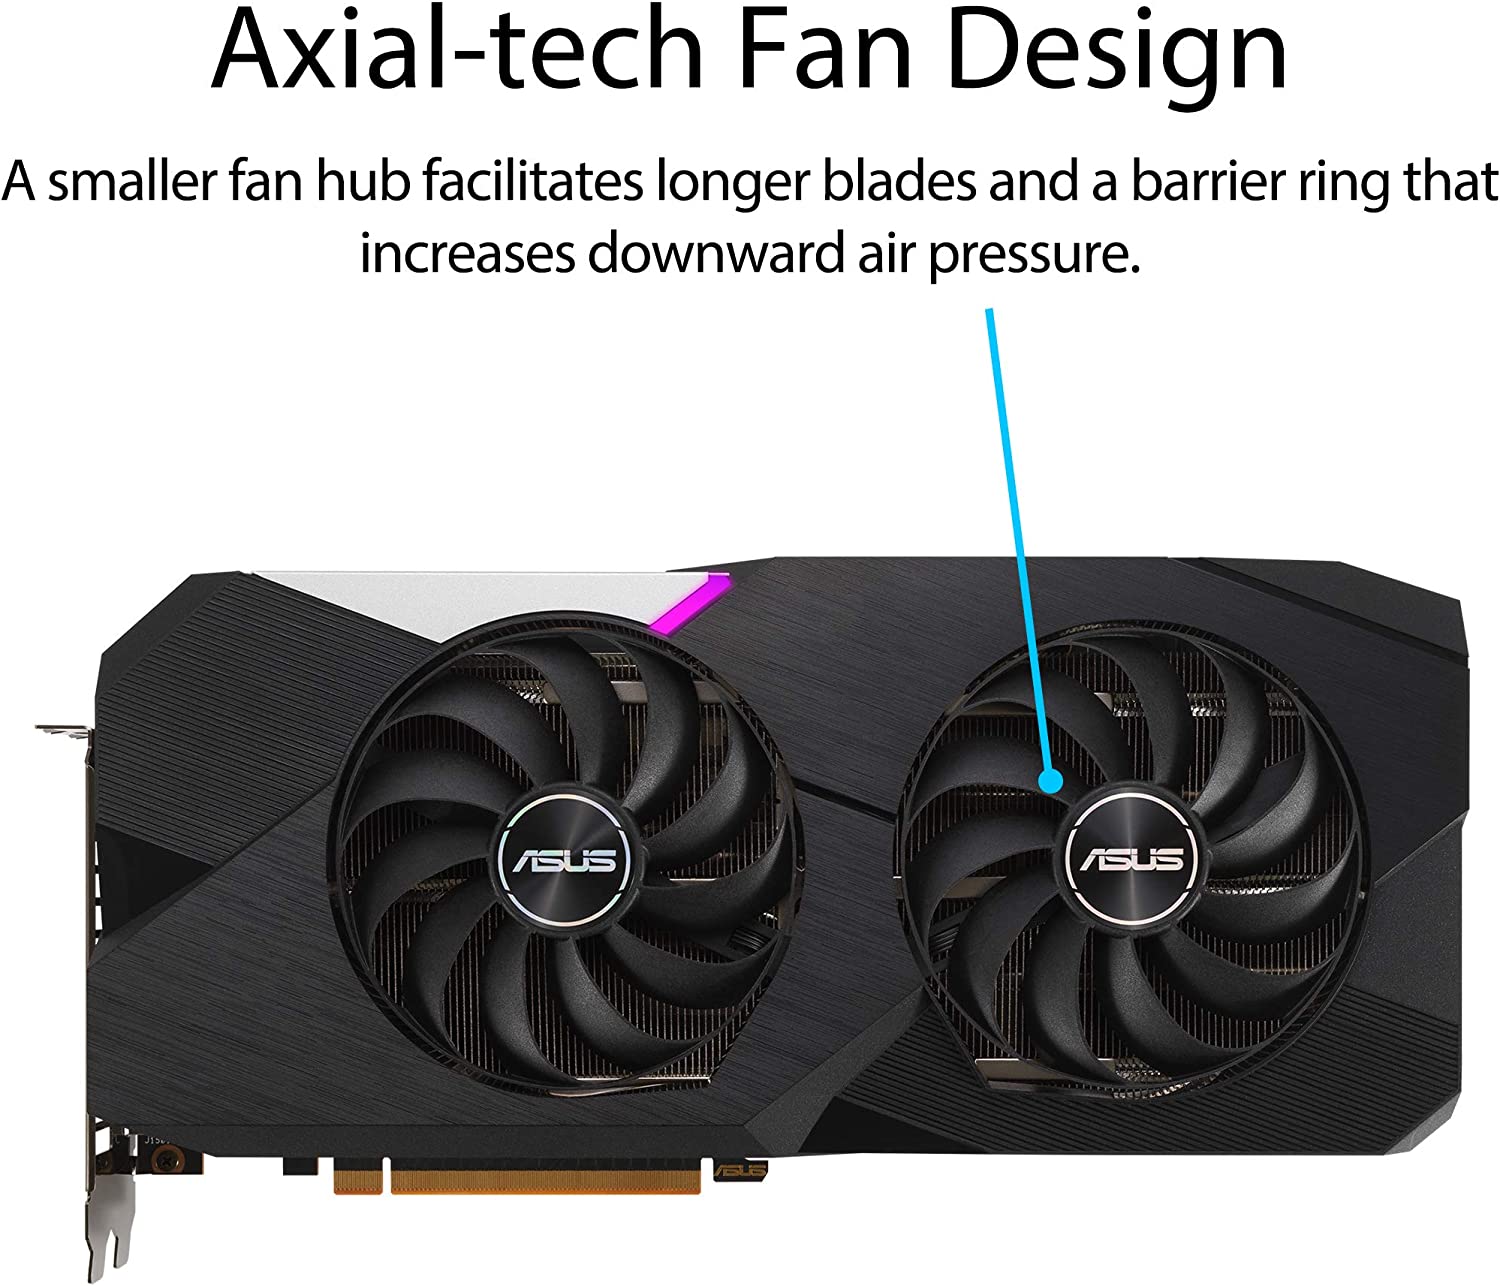 Axial-tech Fan Design
A smaller fan hub facilitates longer blades and a barrier ring that
increases downward air pressure.
ASUS
ASUS
ASUS